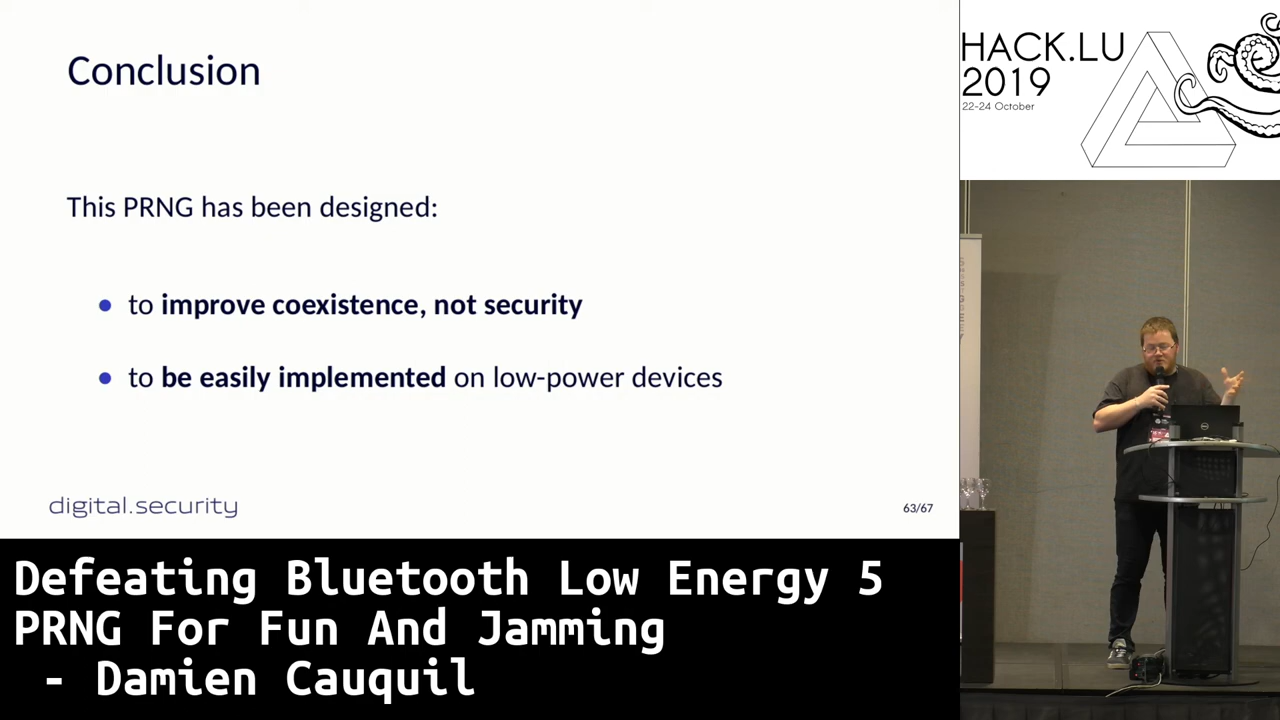 Conclusion
This PRNG has been designed:
• to improve coexistence, not security
• to be easily implemented on low-power devices
digital.security
63/67
HACK.LU
2019
22-24 October
Defeating Bluetooth Low Energy 5
PRNG For Fun And Jamming
- Damien Cauquil